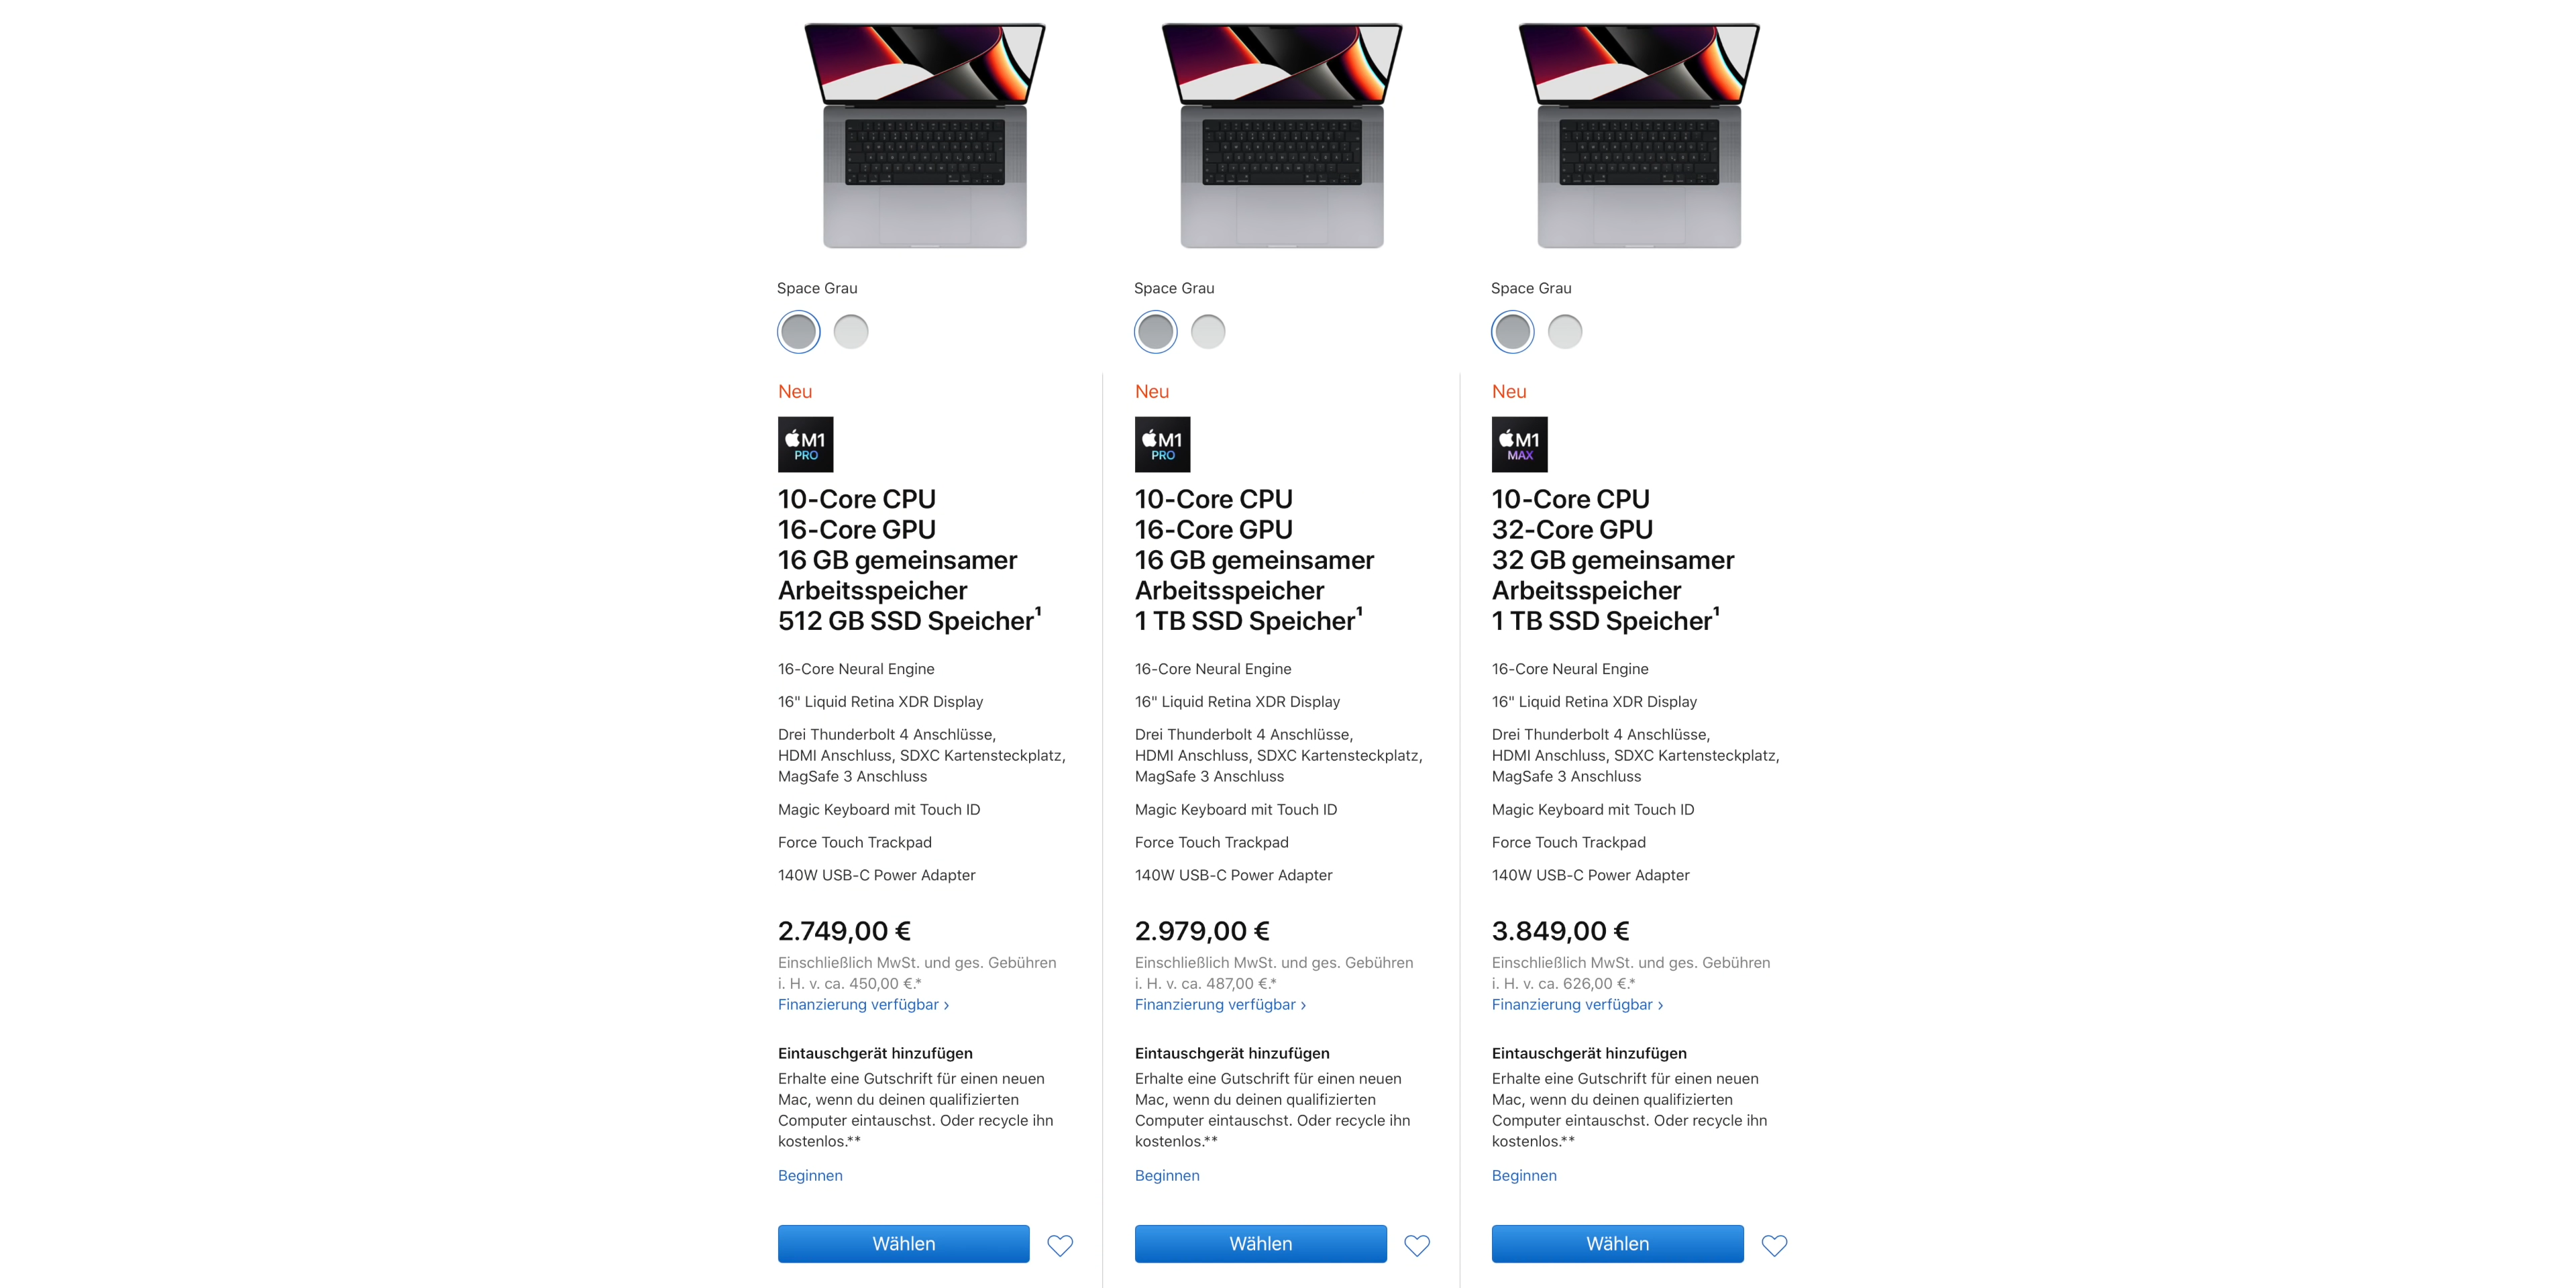 Space Grau
Neu
M1
PRO
10-Core CPU
16-Core GPU
16 GB gemeinsamer
Arbeitsspeicher
512 GB SSD Speicher¹
16-Core Neural Engine
16" Liquid Retina XDR Display
Drei Thunderbolt 4 Anschlüsse,
HDMI Anschluss, SDXC Kartensteckplatz,
MagSafe 3 Anschluss
Magic Keyboard mit Touch ID
Force Touch Trackpad
140W USB-C Power Adapter
2.749,00 €
Einschließlich MwSt. und ges. Gebühren
i. H. v. ca. 450,00 €.*
Finanzierung verfügbar ›
Eintauschgerät hinzufügen
Erhalte eine Gutschrift für einen neuen
Mac, wenn du deinen qualifizierten
Computer eintauschst. Oder recycle ihn
kostenlos.**
Beginnen
Wählen
Space Grau
Neu
M1
PRO
10-Core CPU
16-Core GPU
16 GB gemeinsamer
Arbeitsspeicher
1 TB SSD Speicher¹
16-Core Neural Engine
16" Liquid Retina XDR Display
Drei Thunderbolt 4 Anschlüsse,
HDMI Anschluss, SDXC Kartensteckplatz,
MagSafe 3 Anschluss
Magic Keyboard mit Touch ID
Force Touch Trackpad
140W USB-C Power Adapter
2.979,00 €
Einschließlich MwSt. und ges. Gebühren
i. H. v. ca. 487,00 €.*
Finanzierung verfügbar ›
Eintauschgerät hinzufügen
Erhalte eine Gutschrift für einen neuen
Mac, wenn du deinen qualifizierten
Computer eintauschst. Oder recycle ihn
kostenlos.**
Beginnen
Wählen
Space Grau
Neu
M1
MAX
10-Core CPU
32-Core GPU
32 GB gemeinsamer
Arbeitsspeicher
1 TB SSD Speicher¹
16-Core Neural Engine
16" Liquid Retina XDR Display
Drei Thunderbolt 4 Anschlüsse,
HDMI Anschluss, SDXC Kartensteckplatz,
MagSafe 3 Anschluss
Magic Keyboard mit Touch ID
Force Touch Trackpad
140W USB-C Power Adapter
3.849,00 €
Einschließlich MwSt. und ges. Gebühren
i. H. v. ca. 626,00 €.*
Finanzierung verfügbar ›
Eintauschgerät hinzufügen
Erhalte eine Gutschrift für einen neuen
Mac, wenn du deinen qualifizierten
Computer eintauschst. Oder recycle ihn
kostenlos.**
Beginnen
Wählen